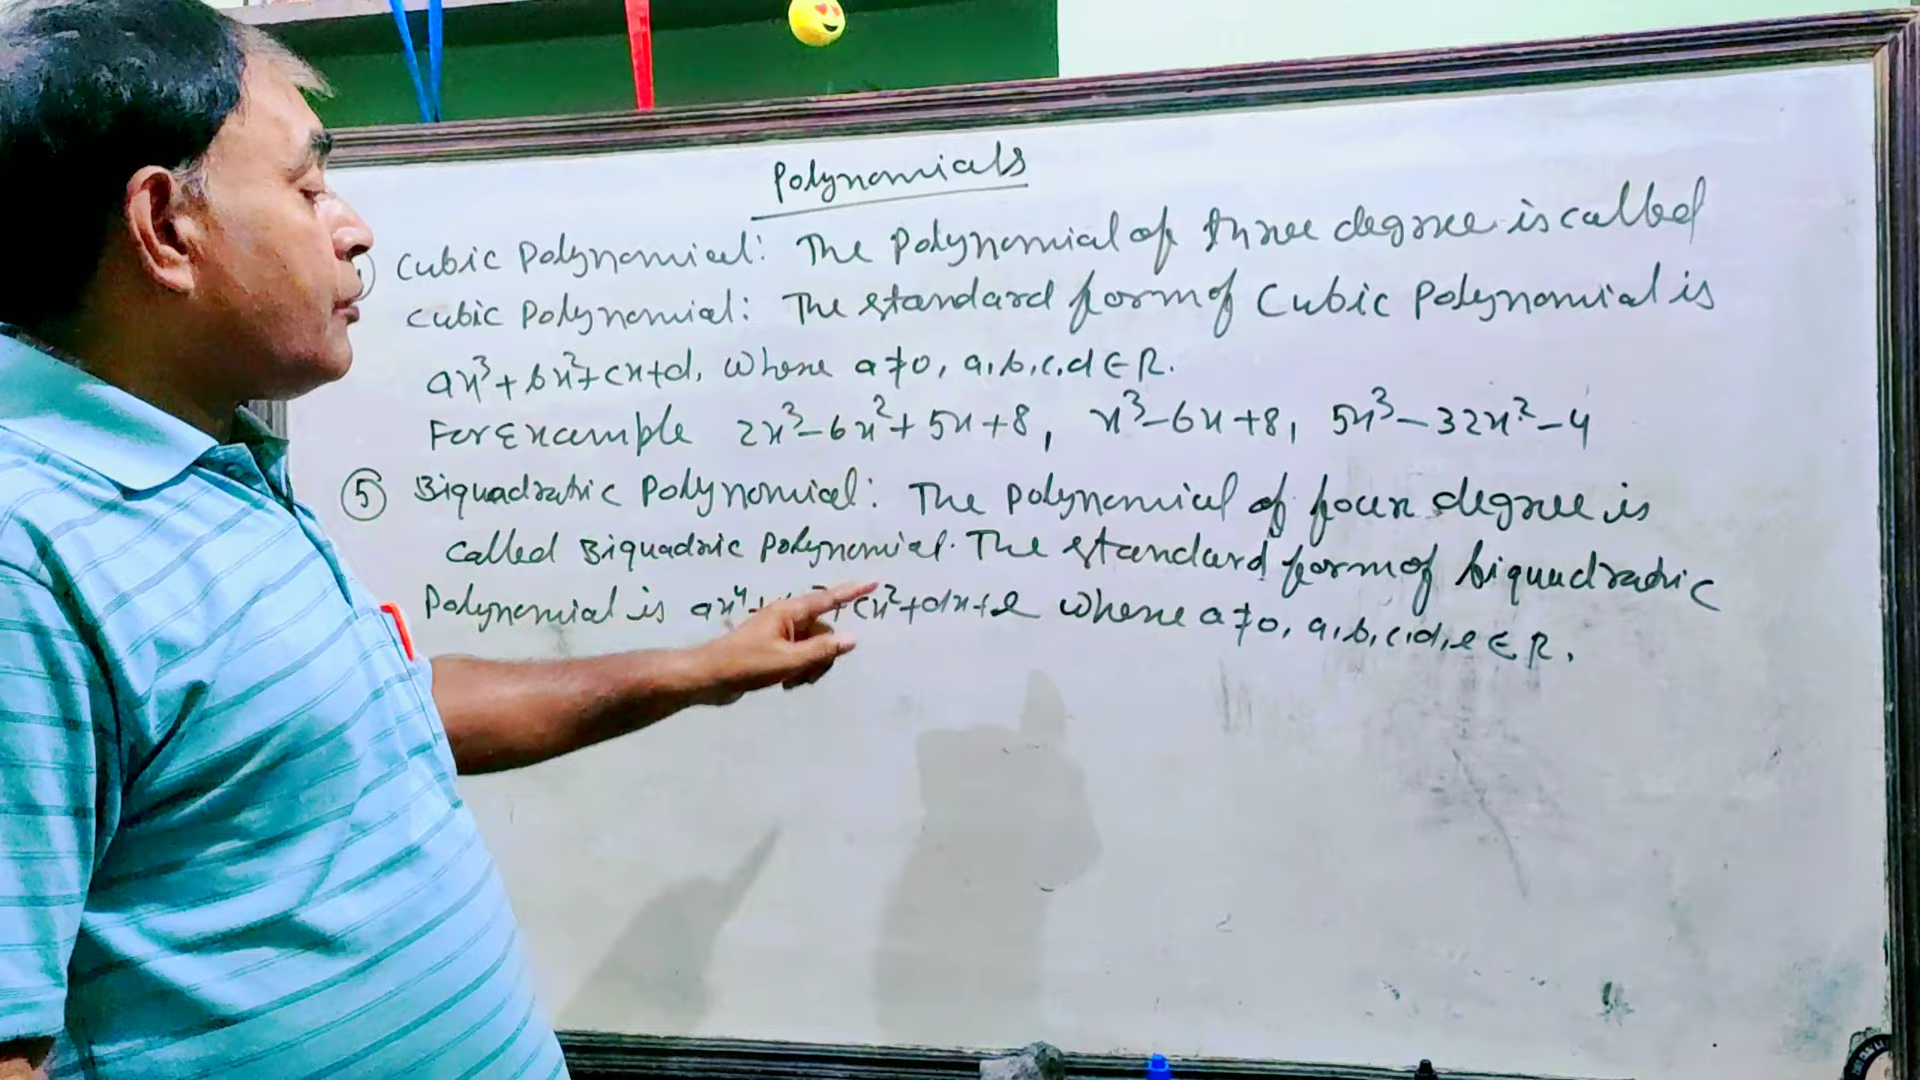 Polynomials
Cubic Polynomial: The Polynomial of three degree is called
Cubic Polynomial: The standard form of Cubic Polynomial is
ax³+bx²+cx+d, where a≠0, a,b,c,d∈R.
For Example 2x³-6x²+5x+8, x³-6x+8, 5x³-32x²-4
⑤ Biquadratic Polynomial: The Polynomial of four degree is
called Biquadric Polynomial. The standard form of biquadratic
Polynomial is ax⁴+ +cx²+dx+e where a≠0, a,b,c,d,e∈R.